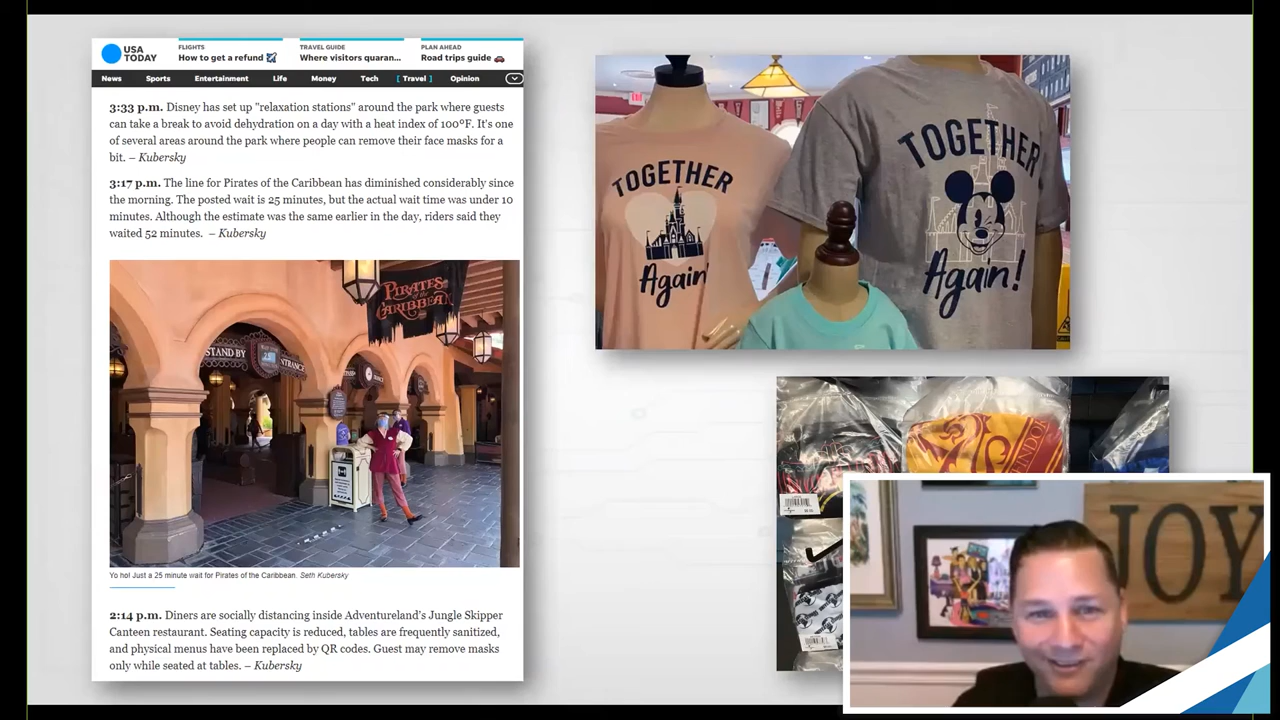 USA
TODAY
FLIGHTS
How to get a refund
TRAVEL GUIDE
Where visitors quaran...
PLAN AHEAD
Road trips guide
News Sports Entertainment Life Money Tech [ Travel ] Opinion
3:33 p.m. Disney has set up "relaxation stations" around the park where guests
can take a break to avoid dehydration on a day with a heat index of 100°F. It's one
of several areas around the park where people can remove their face masks for a
bit. – Kubersky
3:17 p.m. The line for Pirates of the Caribbean has diminished considerably since
the morning. The posted wait is 25 minutes, but the actual wait time was under 10
minutes. Although the estimate was the same earlier in the day, riders said they
waited 52 minutes. – Kubersky
PIRATES
of the
CARIBBEAN
STAND BY
25
ENTRANCE
Yo ho! Just a 25 minute wait for Pirates of the Caribbean. Seth Kubersky
2:14 p.m. Diners are socially distancing inside Adventureland's Jungle Skipper
Canteen restaurant. Seating capacity is reduced, tables are frequently sanitized,
and physical menus have been replaced by QR codes. Guest may remove masks
only while seated at tables. – Kubersky
TOGETHER
Again!
TOGETHER
Again!
JOY